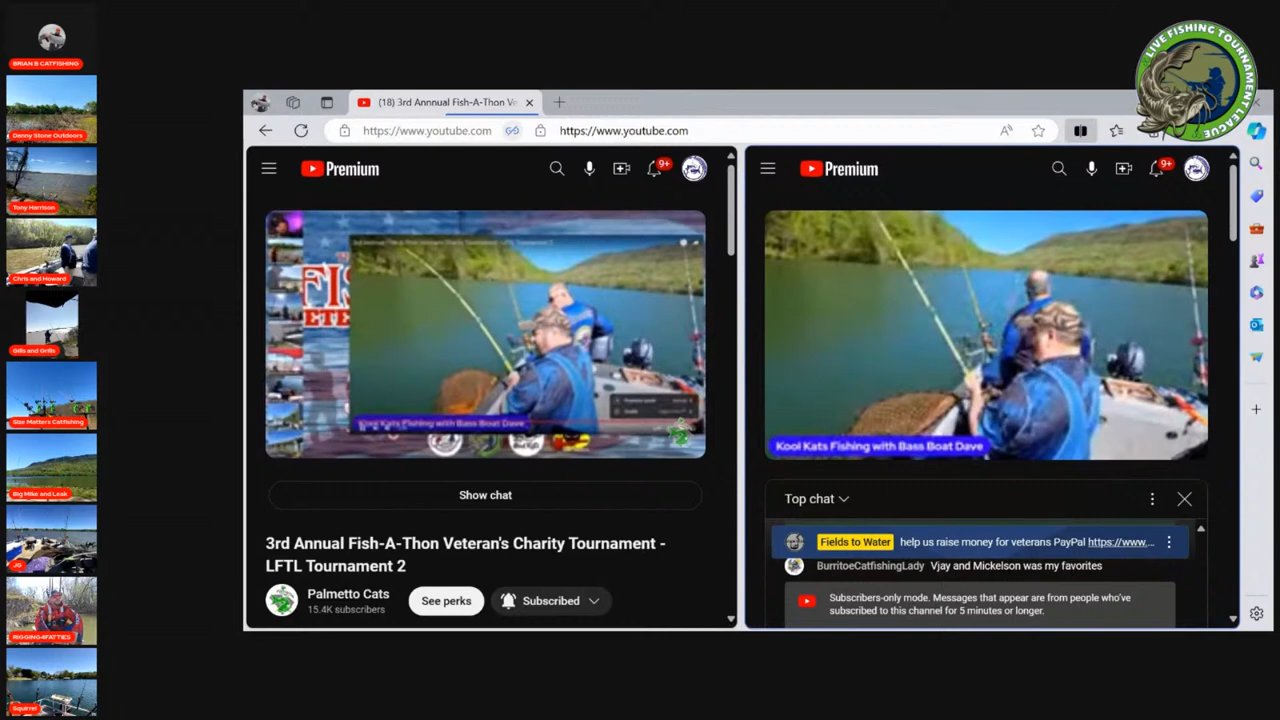 BRIAN B CATFISHING
Danny Stone Outdoors
Tony Harrison
Chris and Howard
Gills and Grills
Size Matters Catfishing
Big Mike and Leak
JG
RIGGING4FATTIES
Squirrel
LIVE FISHING TOURNAMENT LEAGUE
(18) 3rd Annnual Fish-A-Thon Ve
https://www.youtube.com
https://www.youtube.com
Premium
9+
Kool Kats Fishing with Bass Boat Dave
Show chat
3rd Annual Fish-A-Thon Veteran's Charity Tournament -
LFTL Tournament 2
Palmetto Cats
15.4K subscribers
See perks
Subscribed
Premium
9+
Kool Kats Fishing with Bass Boat Dave
Top chat
Fields to Water help us raise money for veterans PayPal https://www....
BurritoeCatfishingLady Vjay and Mickelson was my favorites
Subscribers-only mode. Messages that appear are from people who've
subscribed to this channel for 5 minutes or longer.